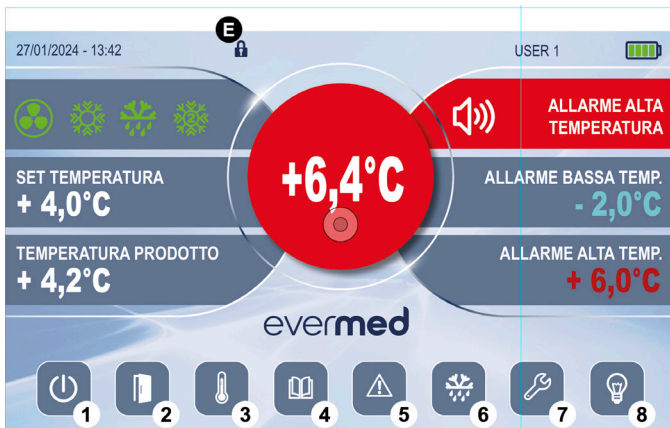 E
27/01/2024 - 13:42
USER 1
2
ALLARME ALTA
TEMPERATURA
+6,4°C
SET TEMPERATURA
+ 4,0°C
ALLARME BASSA TEMP.
- 2,0°C
TEMPERATURA PRODOTTO
+ 4,2°C
ALLARME ALTA TEMP.
+ 6,0°C
evermed
1
2
3
4
5
6
7
8